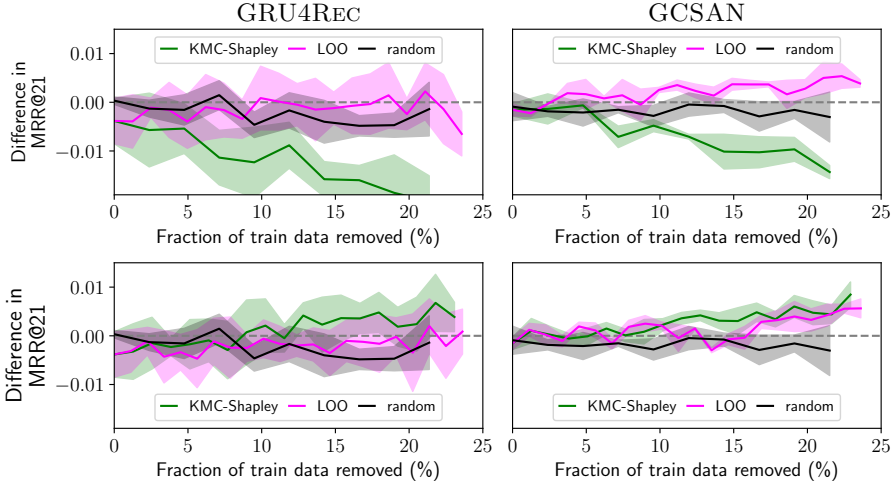 GRU4REC GCSAN
KMC-Shapley LOO random
KMC-Shapley LOO random
0.01
0.00
−0.01
Difference in
MRR@21
0 5 10 15 20 25
0 5 10 15 20 25
Fraction of train data removed (%)
Fraction of train data removed (%)
0.01
0.00
−0.01
Difference in
MRR@21
KMC-Shapley LOO random
KMC-Shapley LOO random
0 5 10 15 20 25
0 5 10 15 20 25
Fraction of train data removed (%)
Fraction of train data removed (%)